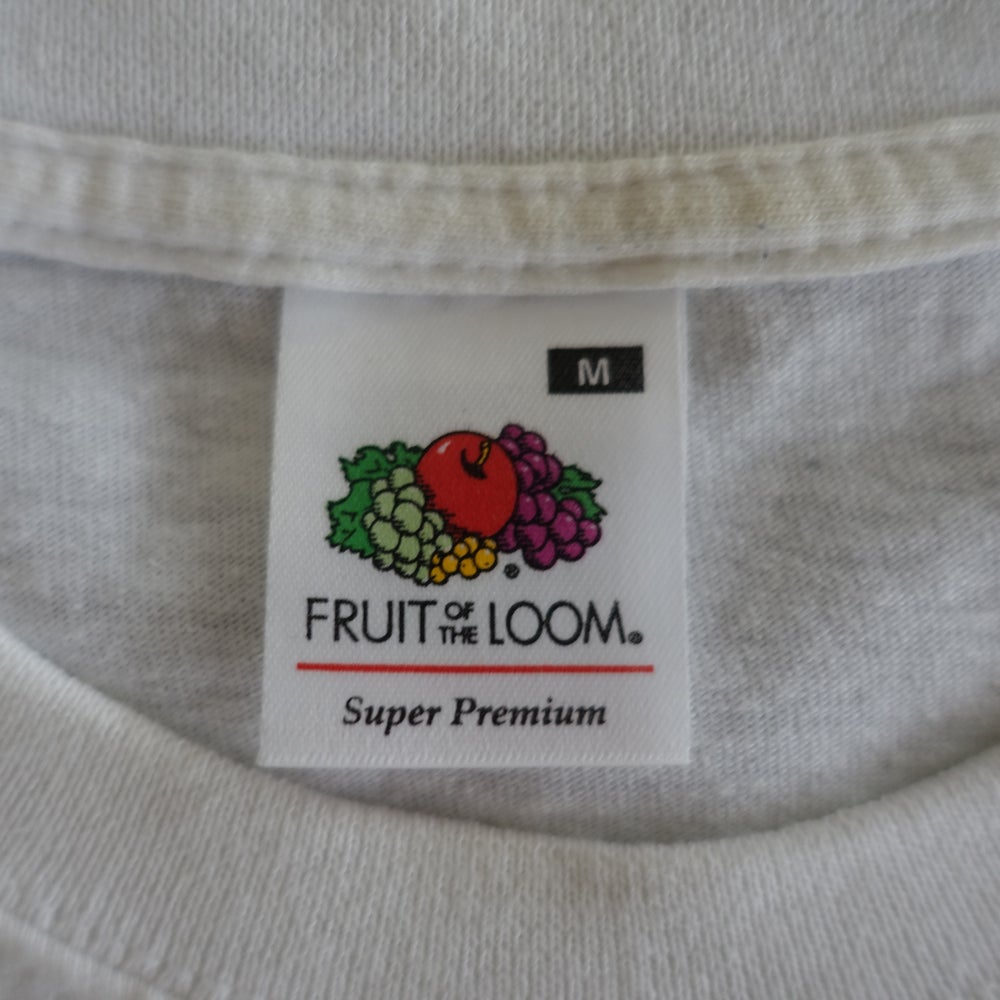 M
®
FRUIT OF THE LOOM®
Super Premium